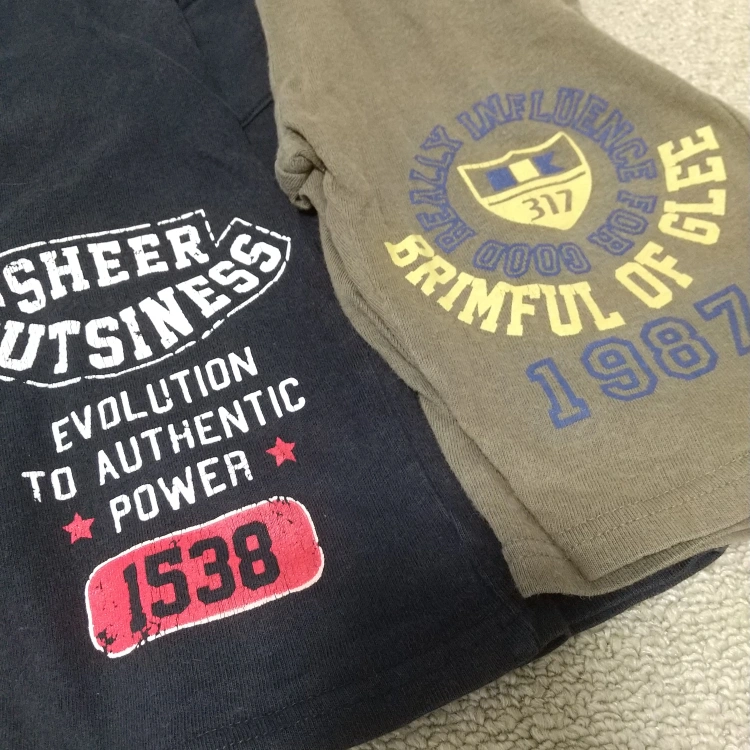 SHEER
UTSINESS
EVOLUTION
TO AUTHENTIC
POWER
1538
REALLY INFLUENCE FOR GOOD
317
BRIMFUL OF GLEE
1987